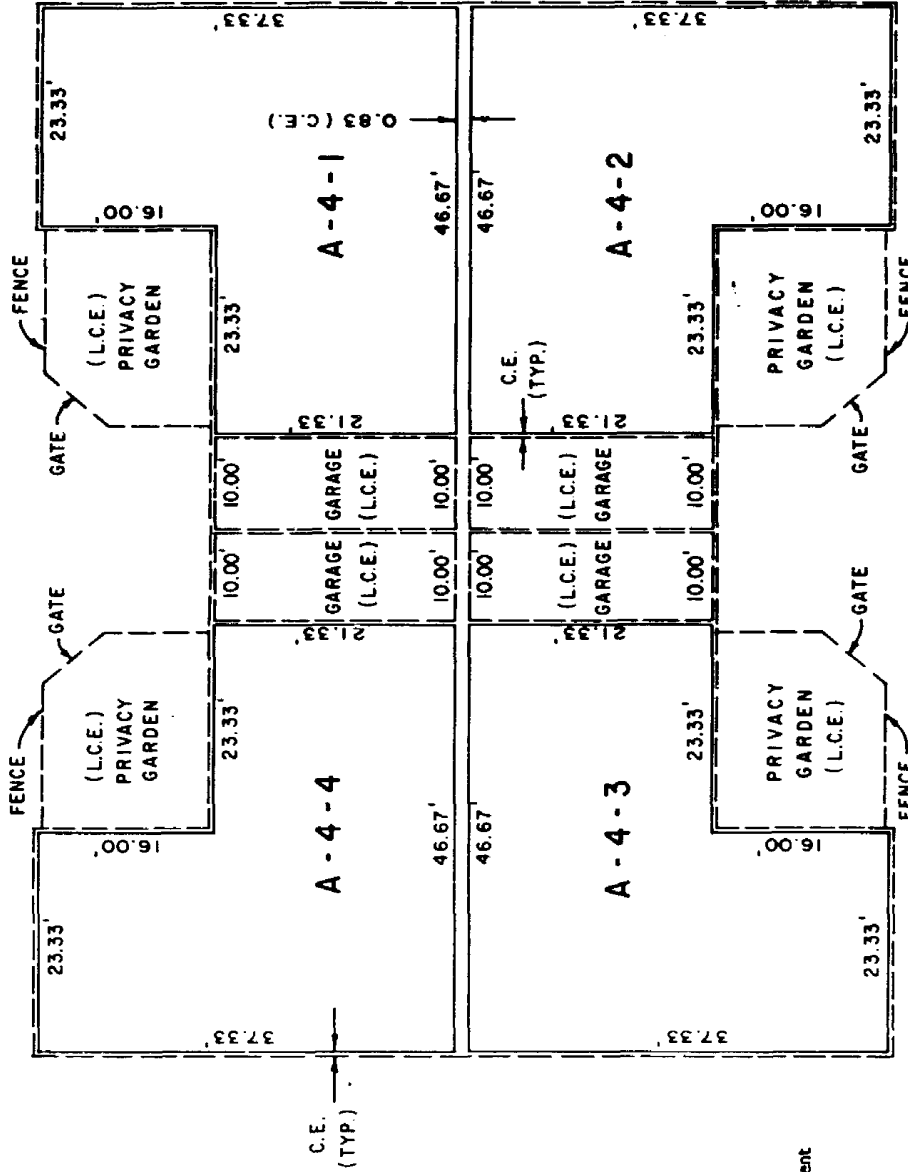 FENCE
GATE
(L.C.E.)
PRIVACY
GARDEN
23.33'
16.00'
23.33'
37.33'
A-4-4
21.33'
46.67'
C.E.
(TYP.)
GATE
FENCE
(L.C.E.)
PRIVACY
GARDEN
23.33'
16.00'
23.33'
37.33'
0.83 (C.E.)
A-4-1
21.33'
46.67'
10.00'
GARAGE
(L.C.E.)
10.00'
10.00'
GARAGE
(L.C.E.)
10.00'
46.67'
A-4-3
21.33'
37.33'
23.33'
16.00'
23.33'
PRIVACY
GARDEN
(L.C.E.)
GATE
FENCE
10.00'
(L.C.E.)
GARAGE
10.00'
10.00'
(L.C.E.)
GARAGE
10.00'
C.E.
(TYP.)
46.67'
A-4-2
21.33'
37.33'
23.33'
16.00'
23.33'
PRIVACY
GARDEN
(L.C.E.)
GATE
FENCE
ent